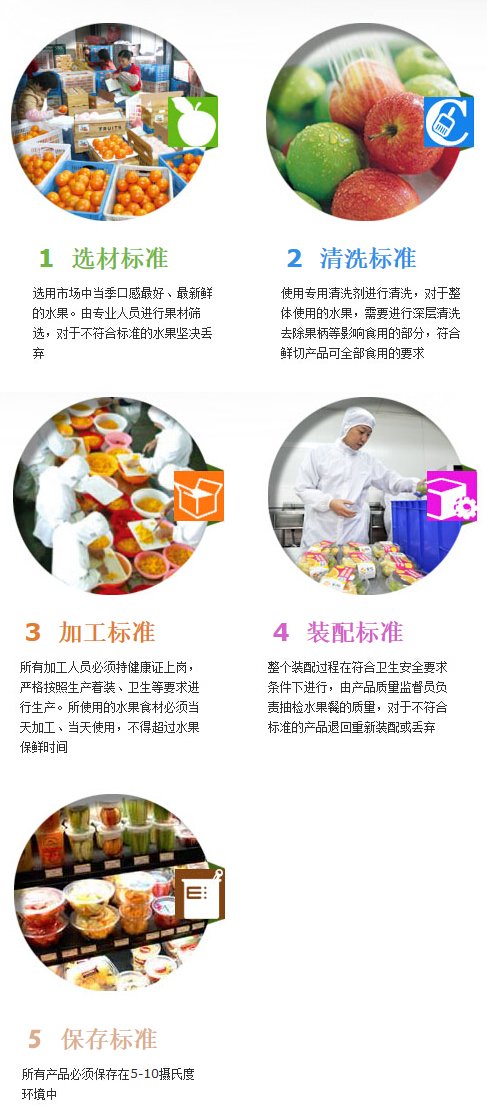 FRUITS
1 选材标准
选用市场中当季口感最好、最新鲜
的水果。由专业人员进行果材筛
选，对于不符合标准的水果坚决丢
弃
2 清洗标准
使用专用清洗剂进行清洗，对于整
体使用的水果，需要进行深层清洗
去除果柄等影响食用的部分，符合
鲜切产品可全部食用的要求
3 加工标准
所有加工人员必须持健康证上岗，
严格按照生产着装、卫生等要求进
行生产。所使用的水果食材必须当
天加工、当天使用，不得超过水果
保鲜时间
4 装配标准
整个装配过程在符合卫生安全要求
条件下进行，由产品质量监督员负
责抽检水果餐的质量，对于不符合
标准的产品退回重新装配或丢弃
5 保存标准
所有产品必须保存在5-10摄氏度
环境中